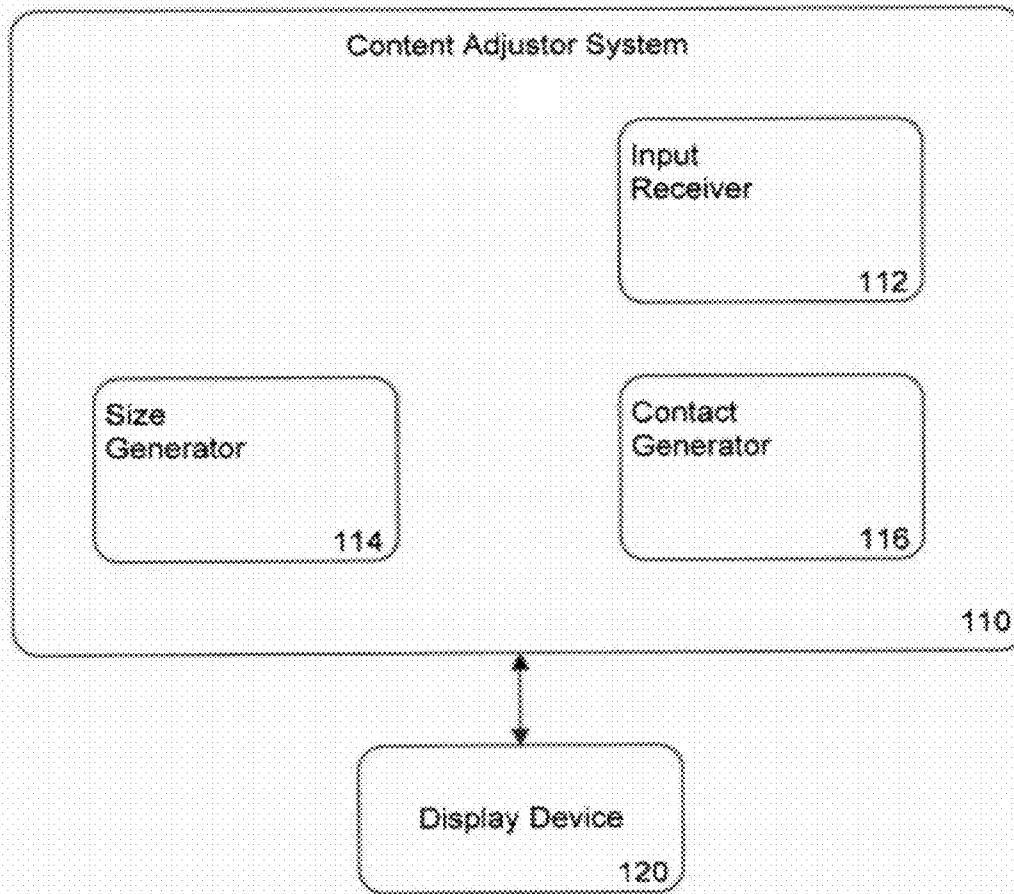 Content Adjustor System
Input
Receiver
112
Size
Generator
114
Contact
Generator
116
110
Display Device
120